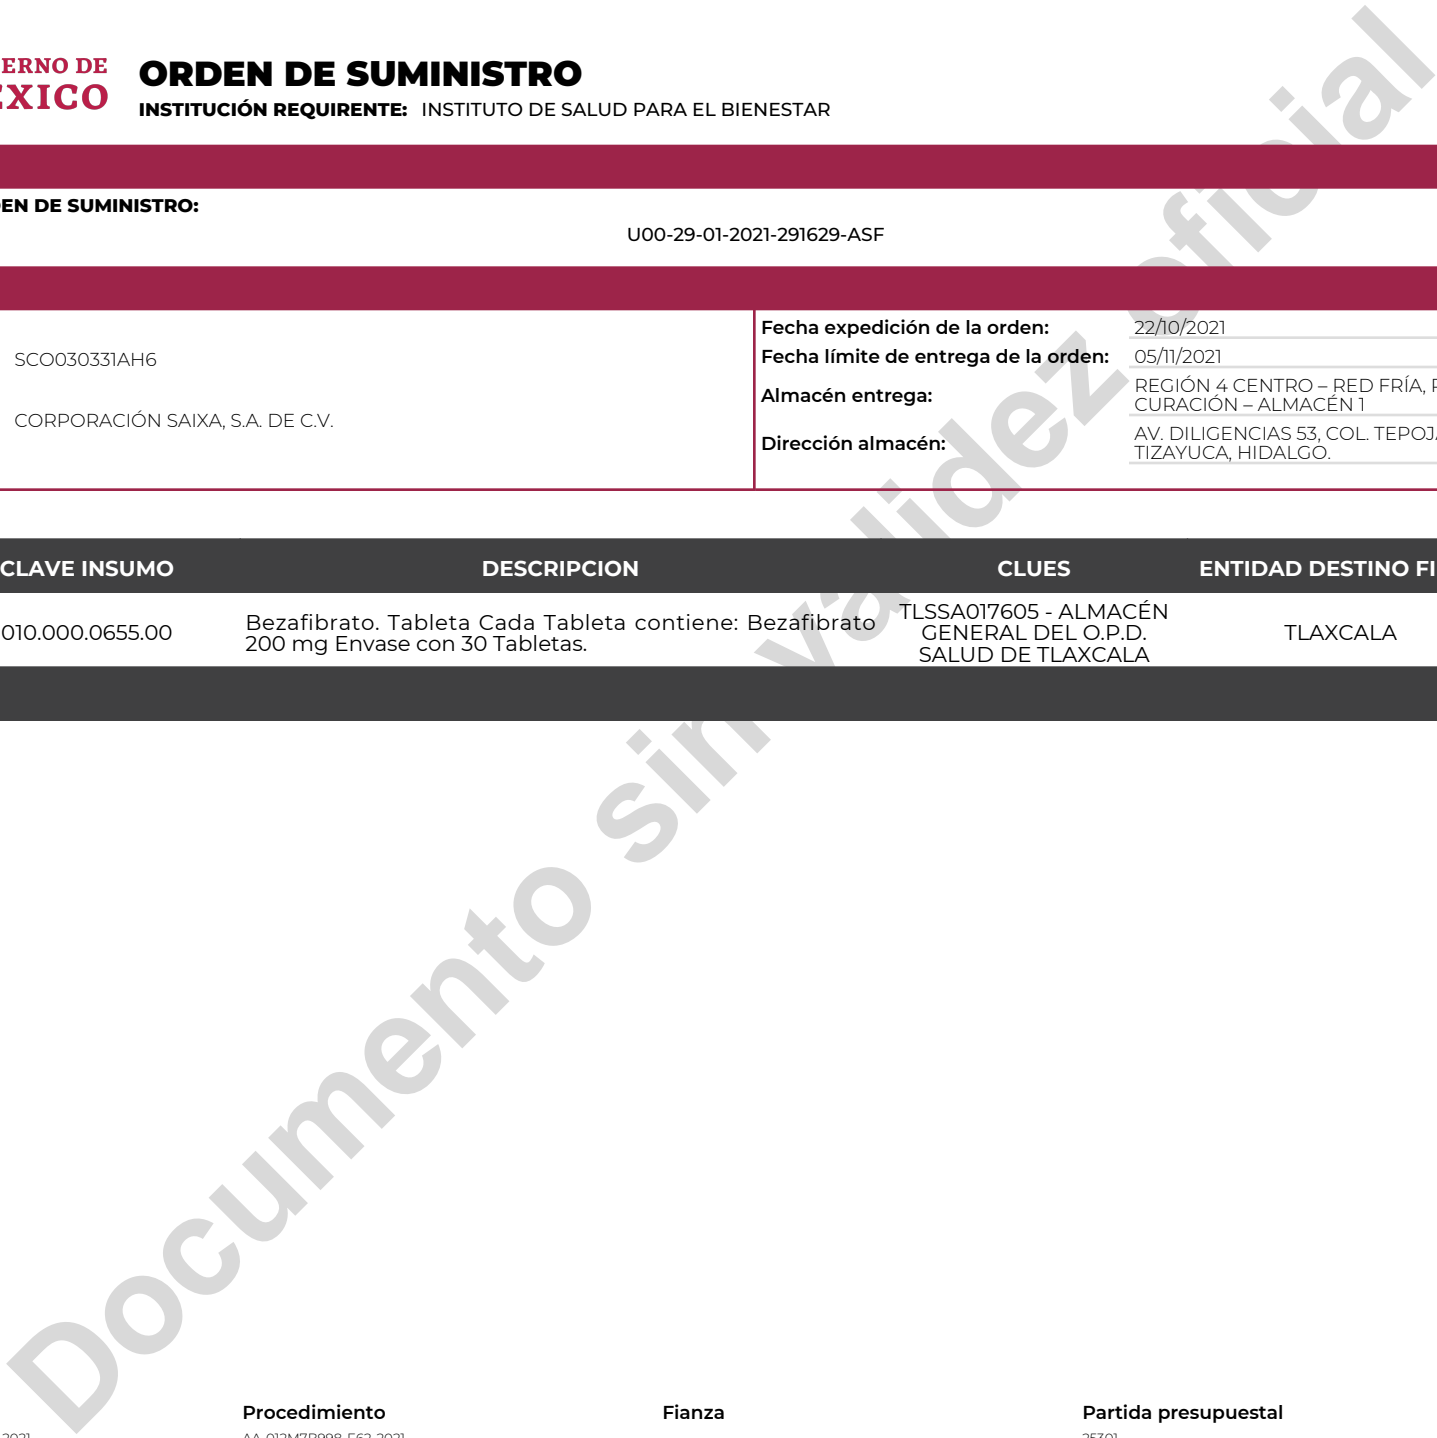 ERNO DE
EXICO
ORDEN DE SUMINISTRO
INSTITUCIÓN REQUIRENTE: INSTITUTO DE SALUD PARA EL BIENESTAR
EN DE SUMINISTRO:
U00-29-01-2021-291629-ASF
SCO030331AH6
CORPORACIÓN SAIXA, S.A. DE C.V.
Fecha expedición de la orden: 22/10/2021
Fecha límite de entrega de la orden: 05/11/2021
Almacén entrega: REGIÓN 4 CENTRO – RED FRÍA,
CURACIÓN – ALMACÉN 1
Dirección almacén: AV. DILIGENCIAS 53, COL. TEPOJA
TIZAYUCA, HIDALGO.
CLAVE INSUMO DESCRIPCION CLUES ENTIDAD DESTINO FI
010.000.0655.00 Bezafibrato. Tableta Cada Tableta contiene: Bezafibrato
200 mg Envase con 30 Tabletas.
TLSSA017605 - ALMACÉN
GENERAL DEL O.P.D.
SALUD DE TLAXCALA
TLAXCALA
Documento sin validez oficial
Procedimiento Fianza Partida presupuestal